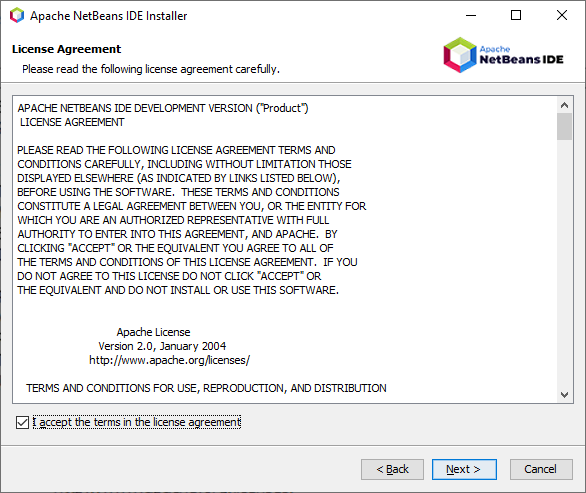 Apache NetBeans IDE Installer
License Agreement
Please read the following license agreement carefully.
Apache
NetBeans IDE
APACHE NETBEANS IDE DEVELOPMENT VERSION ("Product")
LICENSE AGREEMENT
PLEASE READ THE FOLLOWING LICENSE AGREEMENT TERMS AND
CONDITIONS CAREFULLY, INCLUDING WITHOUT LIMITATION THOSE
DISPLAYED ELSEWHERE (AS INDICATED BY LINKS LISTED BELOW),
BEFORE USING THE SOFTWARE.  THESE TERMS AND CONDITIONS
CONSTITUTE A LEGAL AGREEMENT BETWEEN YOU, OR THE ENTITY FOR
WHICH YOU ARE AN AUTHORIZED REPRESENTATIVE WITH FULL
AUTHORITY TO ENTER INTO THIS AGREEMENT, AND APACHE.  BY
CLICKING "ACCEPT" OR THE EQUIVALENT YOU AGREE TO ALL OF
THE TERMS AND CONDITIONS OF THIS LICENSE AGREEMENT.  IF YOU
DO NOT AGREE TO THIS LICENSE DO NOT CLICK "ACCEPT" OR
THE EQUIVALENT AND DO NOT INSTALL OR USE THIS SOFTWARE.
Apache License
Version 2.0, January 2004
http://www.apache.org/licenses/
TERMS AND CONDITIONS FOR USE, REPRODUCTION, AND DISTRIBUTION
I accept the terms in the license agreement
< Back
Next >
Cancel